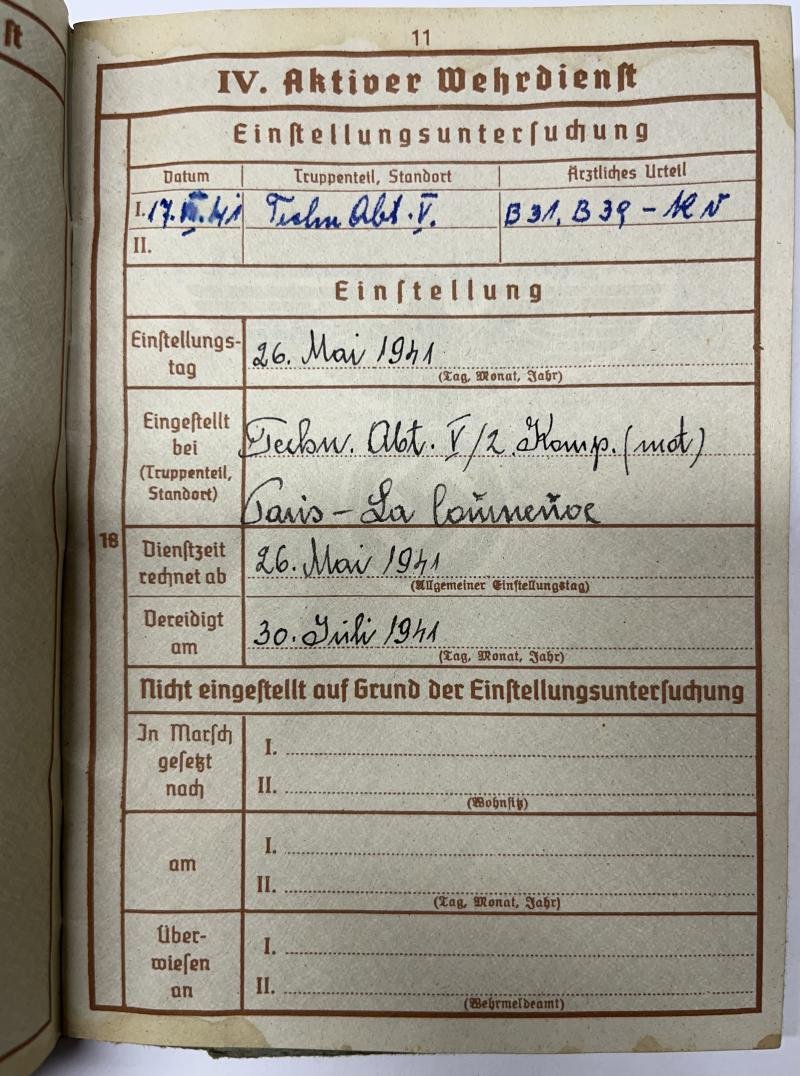 ſt
11
IV. Aktiver Wehrdienſt
Einſtellungsunterſuchung
Datum Truppenteil, Standort Ärztliches Urteil
I. 17. .41 Techn Abt. V. B 31. B 39 – KV
II.
Einſtellung
Einſtellungs-
tag 26. Mai 1941
(Tag, Monat, Jahr)
Eingeſtellt
bei Techn. Abt. V/2. Komp. (mot)
(Truppenteil,
Standort) Paris – La
18
Dienſtzeit
rechnet ab 26. Mai 1941
(Allgemeiner Einſtellungstag)
Vereidigt
am 30. Juli 1941
(Tag, Monat, Jahr)
Nicht eingeſtellt auf Grund der Einſtellungsunterſuchung
In Marſch
geſetzt
nach
I.
II.
(Wohnſitz)
am
I.
II.
(Tag, Monat, Jahr)
Über-
wieſen
an
I.
II.
(Wehrmeldeamt)